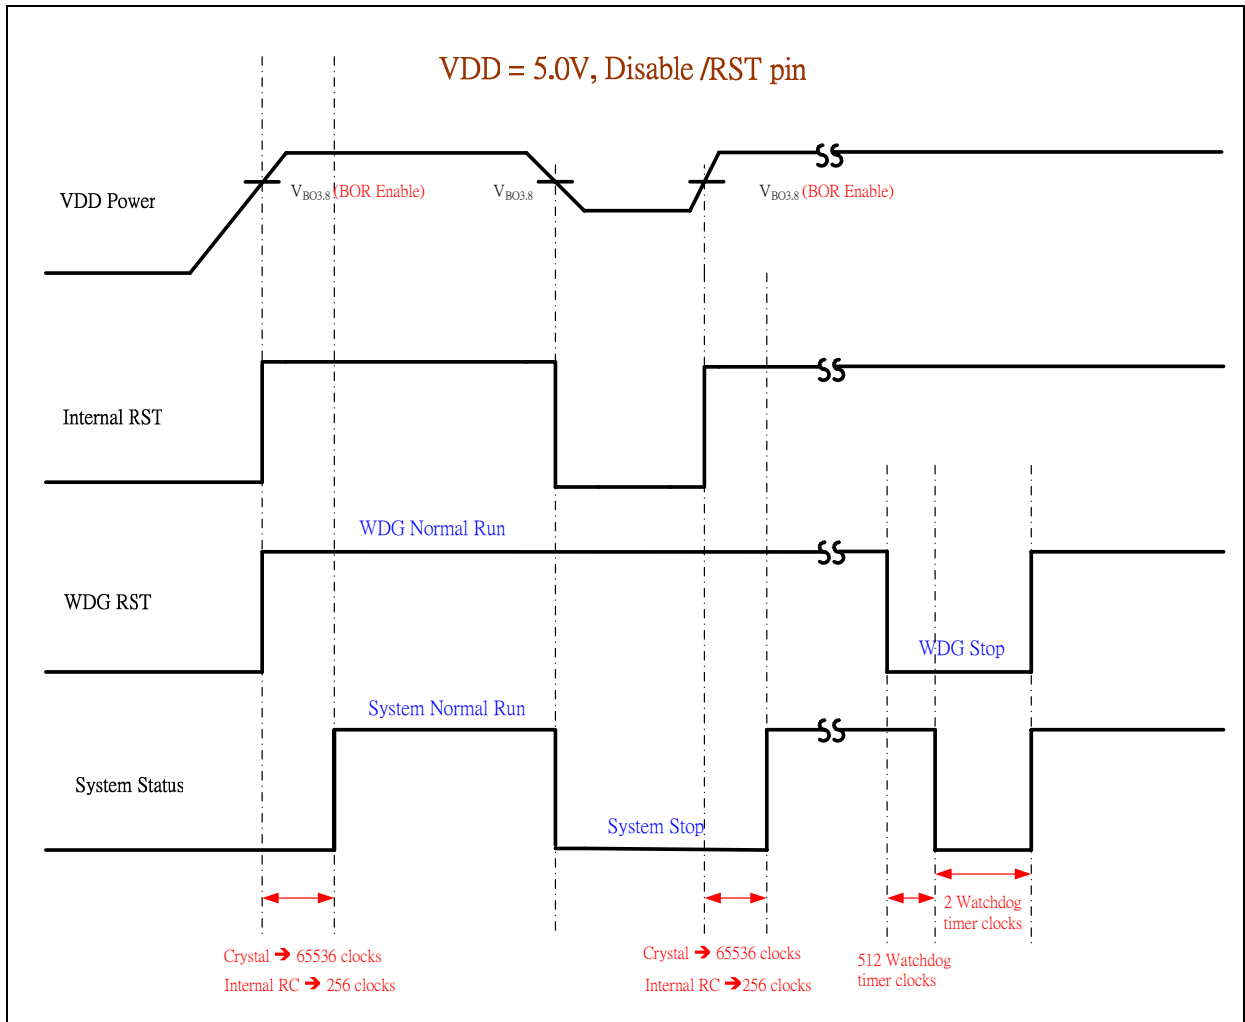 VDD = 5.0V, Disable /RST pin
VDD Power
VBO3.8 (BOR Enable)
VBO3.8
VBO3.8 (BOR Enable)
Internal RST
WDG Normal Run
WDG RST
WDG Stop
System Normal Run
System Status
System Stop
2 Watchdog
timer clocks
Crystal ➔ 65536 clocks
Internal RC ➔ 256 clocks
Crystal ➔ 65536 clocks
Internal RC ➔256 clocks
512 Watchdog
timer clocks